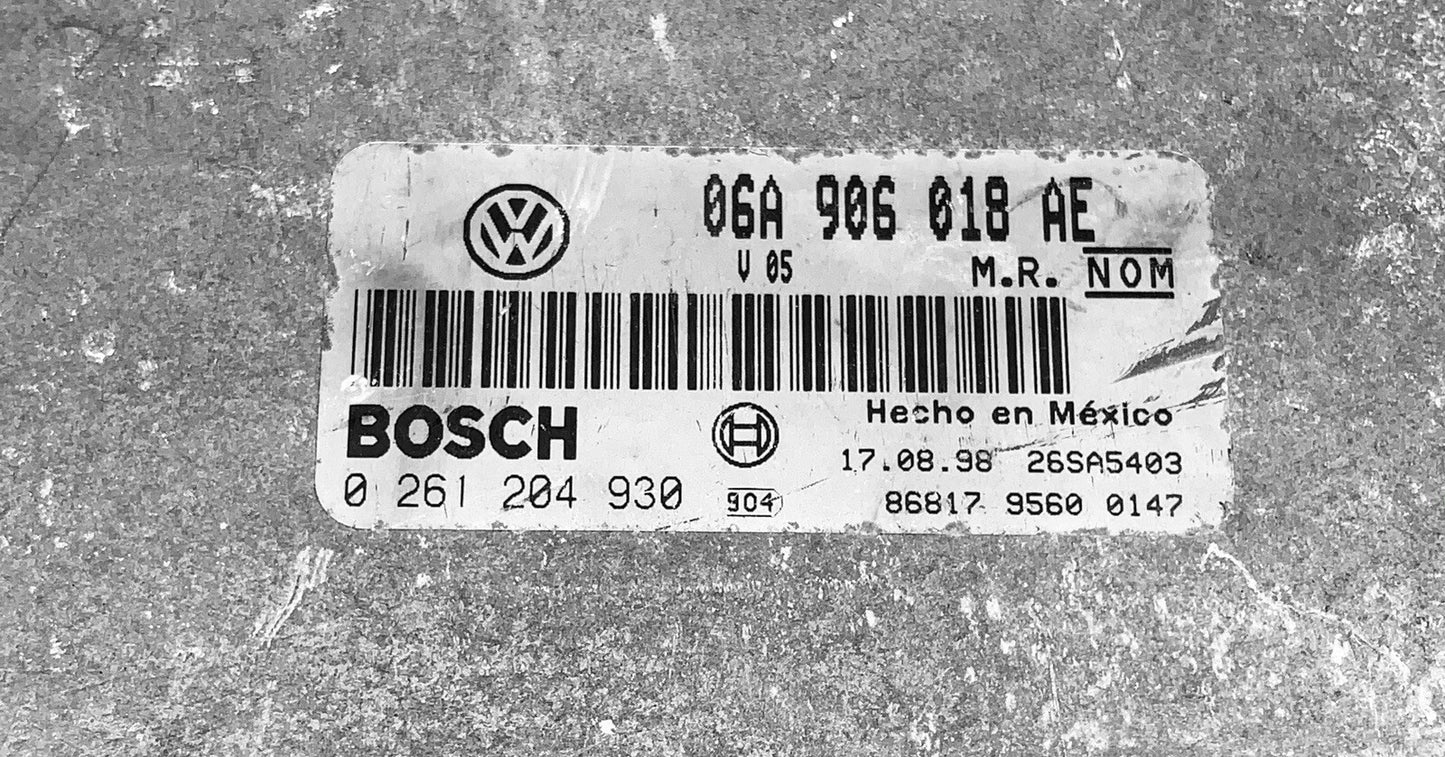 06A 906 018 AE
V 05 M.R. NOM
BOSCH
Hecho en México
17.08.98 26SA5403
0 261 204 930
904
86817 9560 0147